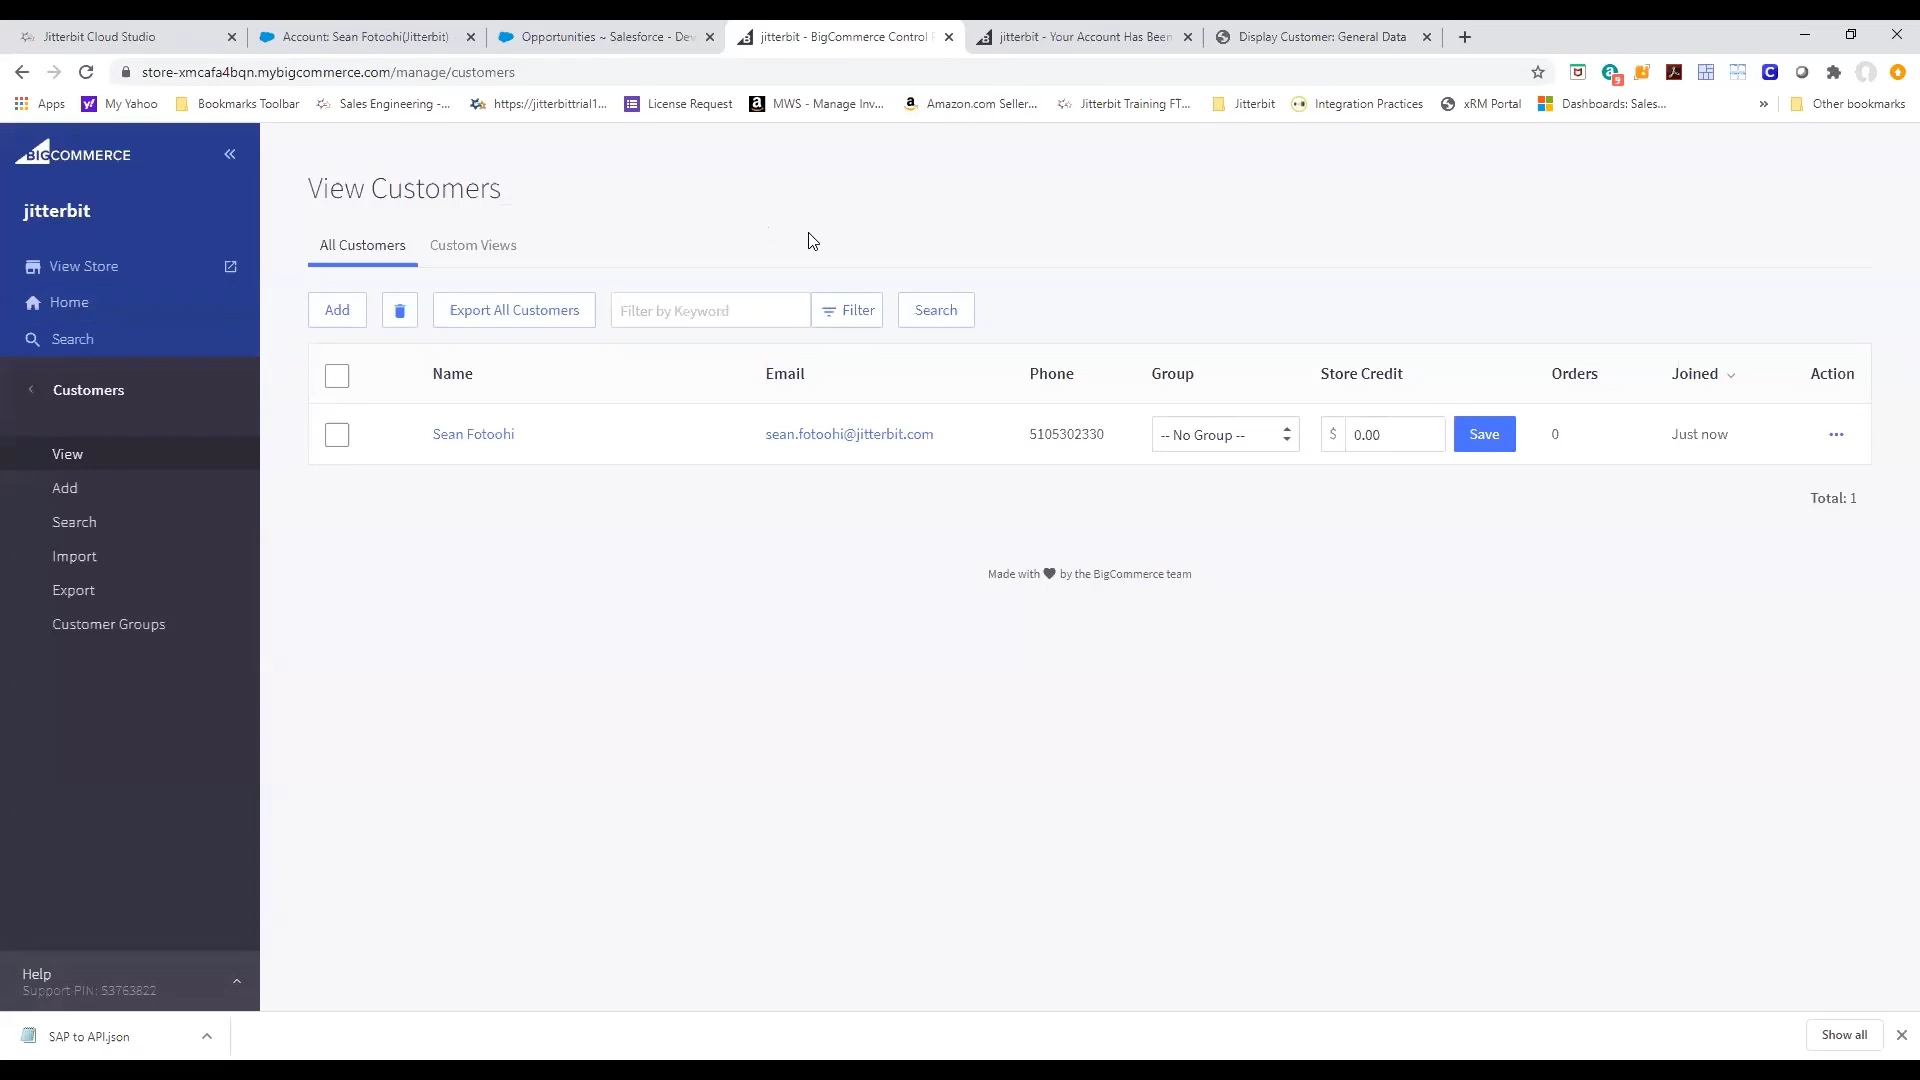 Jitterbit Cloud Studio
Account: Sean Fotoohi(Jitterbit)
Opportunities ~ Salesforce - Dev
jitterbit - BigCommerce Control P
jitterbit - Your Account Has Been
Display Customer: General Data
store-xmcafa4bqn.mybigcommerce.com/manage/customers
9
Apps
My Yahoo
Bookmarks Toolbar
Sales Engineering -...
https://jitterbittrial1...
License Request
MWS - Manage Inv...
Amazon.com Seller...
Jitterbit Training FT...
Jitterbit
Integration Practices
xRM Portal
Dashboards: Sales...
Other bookmarks
BIGCOMMERCE
jitterbit
View Store
Home
Search
Customers
View
Add
Search
Import
Export
Customer Groups
Help
Support PIN: 53763822
View Customers
All Customers
Custom Views
Add
Export All Customers
Filter by Keyword
Filter
Search
Name
Email
Phone
Group
Store Credit
Orders
Joined
Action
Sean Fotoohi
sean.fotoohi@jitterbit.com
5105302330
-- No Group --
$
0.00
Save
0
Just now
Total: 1
Made with ♥ by the BigCommerce team
SAP to API.json
Show all